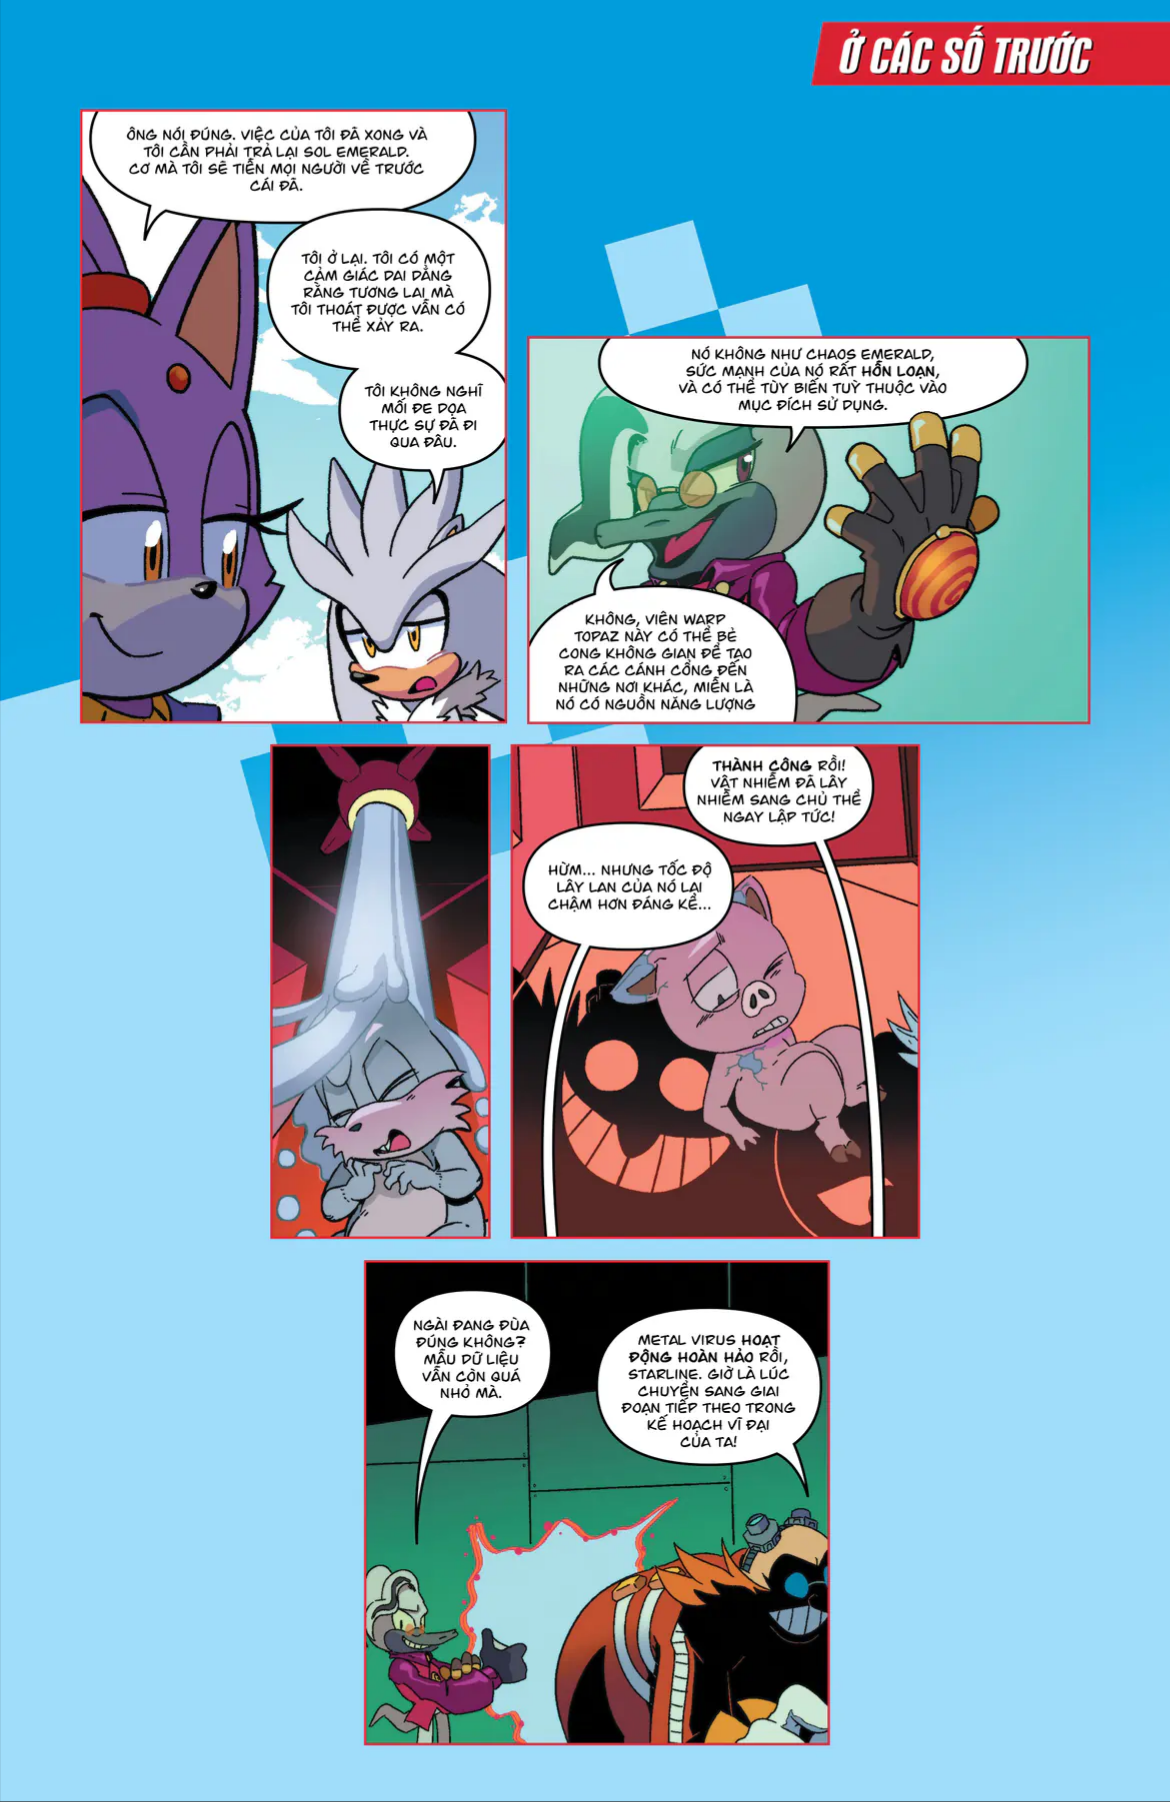 Ở CÁC SỐ TRƯỚC
ÔNG NÓI ĐÚNG. VIỆC CỦA TÔI ĐÃ XONG VÀ
TÔI CẦN PHẢI TRẢ LẠI SOL EMERALD.
CƠ MÀ TÔI SẼ TIỄN MỌI NGƯỜI VỀ TRƯỚC
CÁI ĐÃ.
TÔI Ở LẠI. TÔI CÓ MỘT
CẢM GIÁC DAI DẲNG
RẰNG TƯƠNG LAI MÀ
TÔI THOÁT ĐƯỢC VẪN CÓ
THỂ XẢY RA.
TÔI KHÔNG NGHĨ
MỐI ĐE DỌA
THỰC SỰ ĐÃ ĐI
QUA ĐÂU.
NÓ KHÔNG NHƯ CHAOS EMERALD,
SỨC MẠNH CỦA NÓ RẤT HỖN LOẠN,
VÀ CÓ THỂ TÙY BIẾN TUỲ THUỘC VÀO
MỤC ĐÍCH SỬ DỤNG.
KHÔNG, VIÊN WARP
TOPAZ NÀY CÓ THỂ BẺ
CONG KHÔNG GIAN ĐỂ TẠO
RA CÁC CÁNH CỔNG ĐẾN
NHỮNG NƠI KHÁC, MIỄN LÀ
NÓ CÓ NGUỒN NĂNG LƯỢNG
THÀNH CÔNG RỒI!
VẬT NHIỄM ĐÃ LÂY
NHIỄM SANG CHỦ THỂ
NGAY LẬP TỨC!
HỪM... NHƯNG TỐC ĐỘ
LÂY LAN CỦA NÓ LẠI
CHẬM HƠN ĐÁNG KỂ...
NGÀI ĐANG ĐÙA
ĐÚNG KHÔNG?
MẪU DỮ LIỆU
VẪN CÒN QUÁ
NHỎ MÀ.
METAL VIRUS HOẠT
ĐỘNG HOÀN HẢO RỒI,
STARLINE. GIỜ LÀ LÚC
CHUYỂN SANG GIAI
ĐOẠN TIẾP THEO TRONG
KẾ HOẠCH VĨ ĐẠI
CỦA TA!